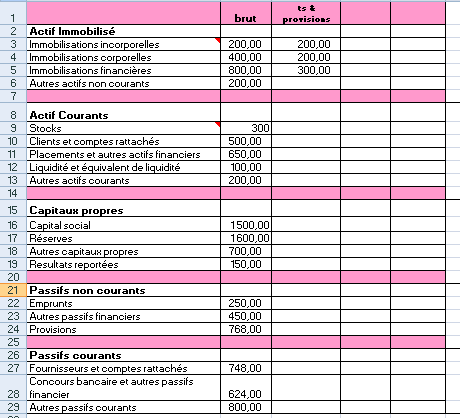 ts &
1 brut provisions
2 Actif Immobilisé
3 Immobilisations incorporelles 200,00 200,00
4 Immobilisations corporelles 400,00 200,00
5 Immobilisations financières 800,00 300,00
6 Autres actifs non courants 200,00
7
8 Actif Courants
9 Stocks 300
10 Clients et comptes rattachés 500,00
11 Placements et autres actifs financiers 650,00
12 Liquidité et équivalent de liquidité 100,00
13 Autres actifs courants 200,00
14
15 Capitaux propres
16 Capital social 1500,00
17 Réserves 1600,00
18 Autres capitaux propres 700,00
19 Resultats reportées 150,00
20
21 Passifs non courants
22 Emprunts 250,00
23 Autres passifs financiers 450,00
24 Provisions 768,00
25
26 Passifs courants
27 Fournisseurs et comptes rattachés 748,00
Concours bancaire et autres passifs
28 financier 624,00
29 Autres passifs courants 800,00